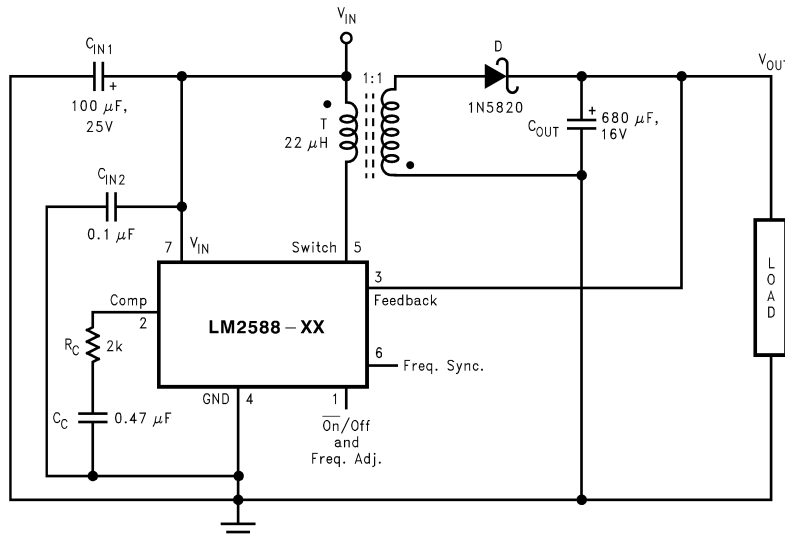 V_IN
C_IN1
+
100 μF,
25V
1:1
T
22 μH
D
1N5820
V_OUT
C_OUT
+
680 μF,
16V
C_IN2
0.1 μF
7
V_IN
Switch
5
3
Feedback
Comp
2
LM2588-XX
R_C
2k
6
Freq. Sync.
GND
4
1
C_C
0.47 μF
O̅n̅/Off
and
Freq. Adj.
LOAD